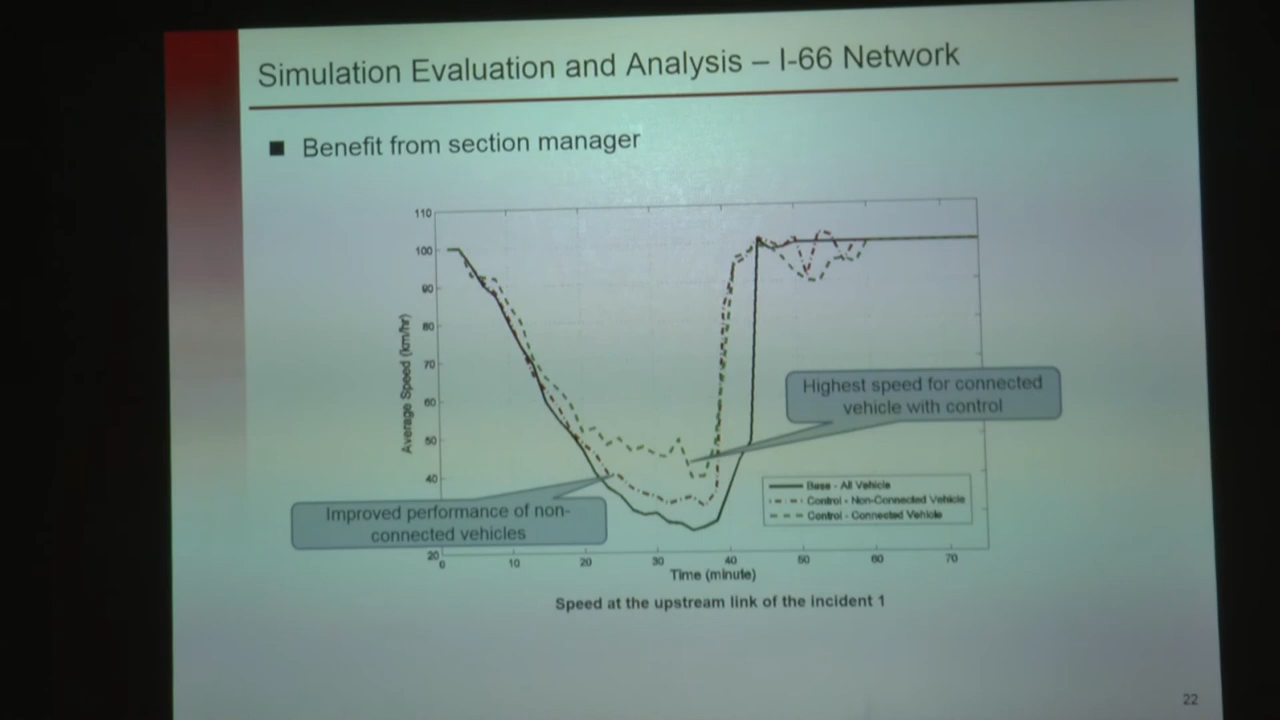 Simulation Evaluation and Analysis – I-66 Network
Benefit from section manager
110
100
90
80
70
60
50
40
20
0
10
20
30
40
50
60
70
Average Speed (km/hr)
Time (minute)
Highest speed for connected
vehicle with control
Improved performance of non-
connected vehicles
Base - All Vehicle
Control - Non-Connected Vehicle
Control - Connected Vehicle
Speed at the upstream link of the incident 1
22